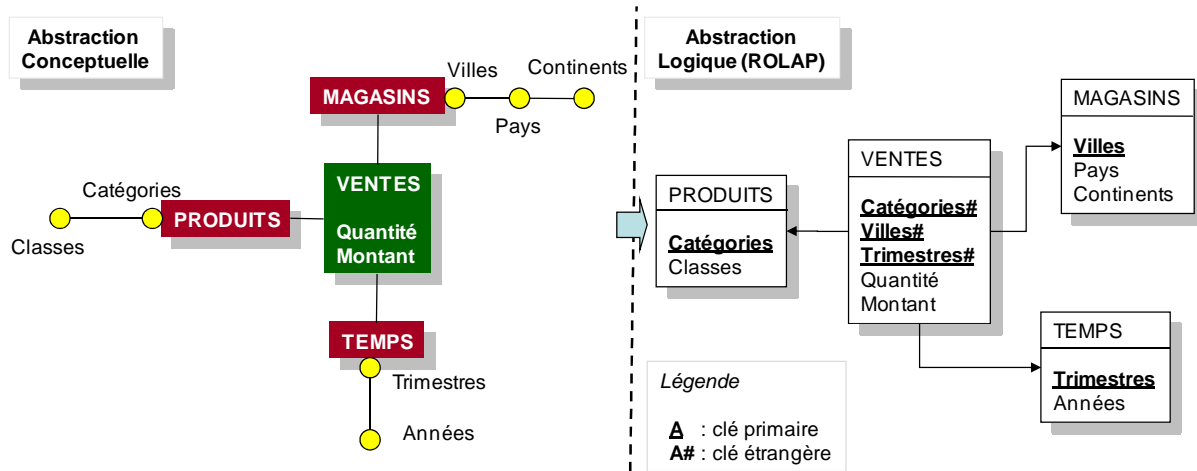 Abstraction
Conceptuelle
Villes
Continents
MAGASINS
Pays
Catégories
PRODUITS
Classes
VENTES
Quantité
Montant
TEMPS
Trimestres
Années
Abstraction
Logique (ROLAP)
MAGASINS
Villes
Pays
Continents
VENTES
Catégories#
Villes#
Trimestres#
Quantité
Montant
PRODUITS
Catégories
Classes
TEMPS
Trimestres
Années
Légende
A : clé primaire
A# : clé étrangère